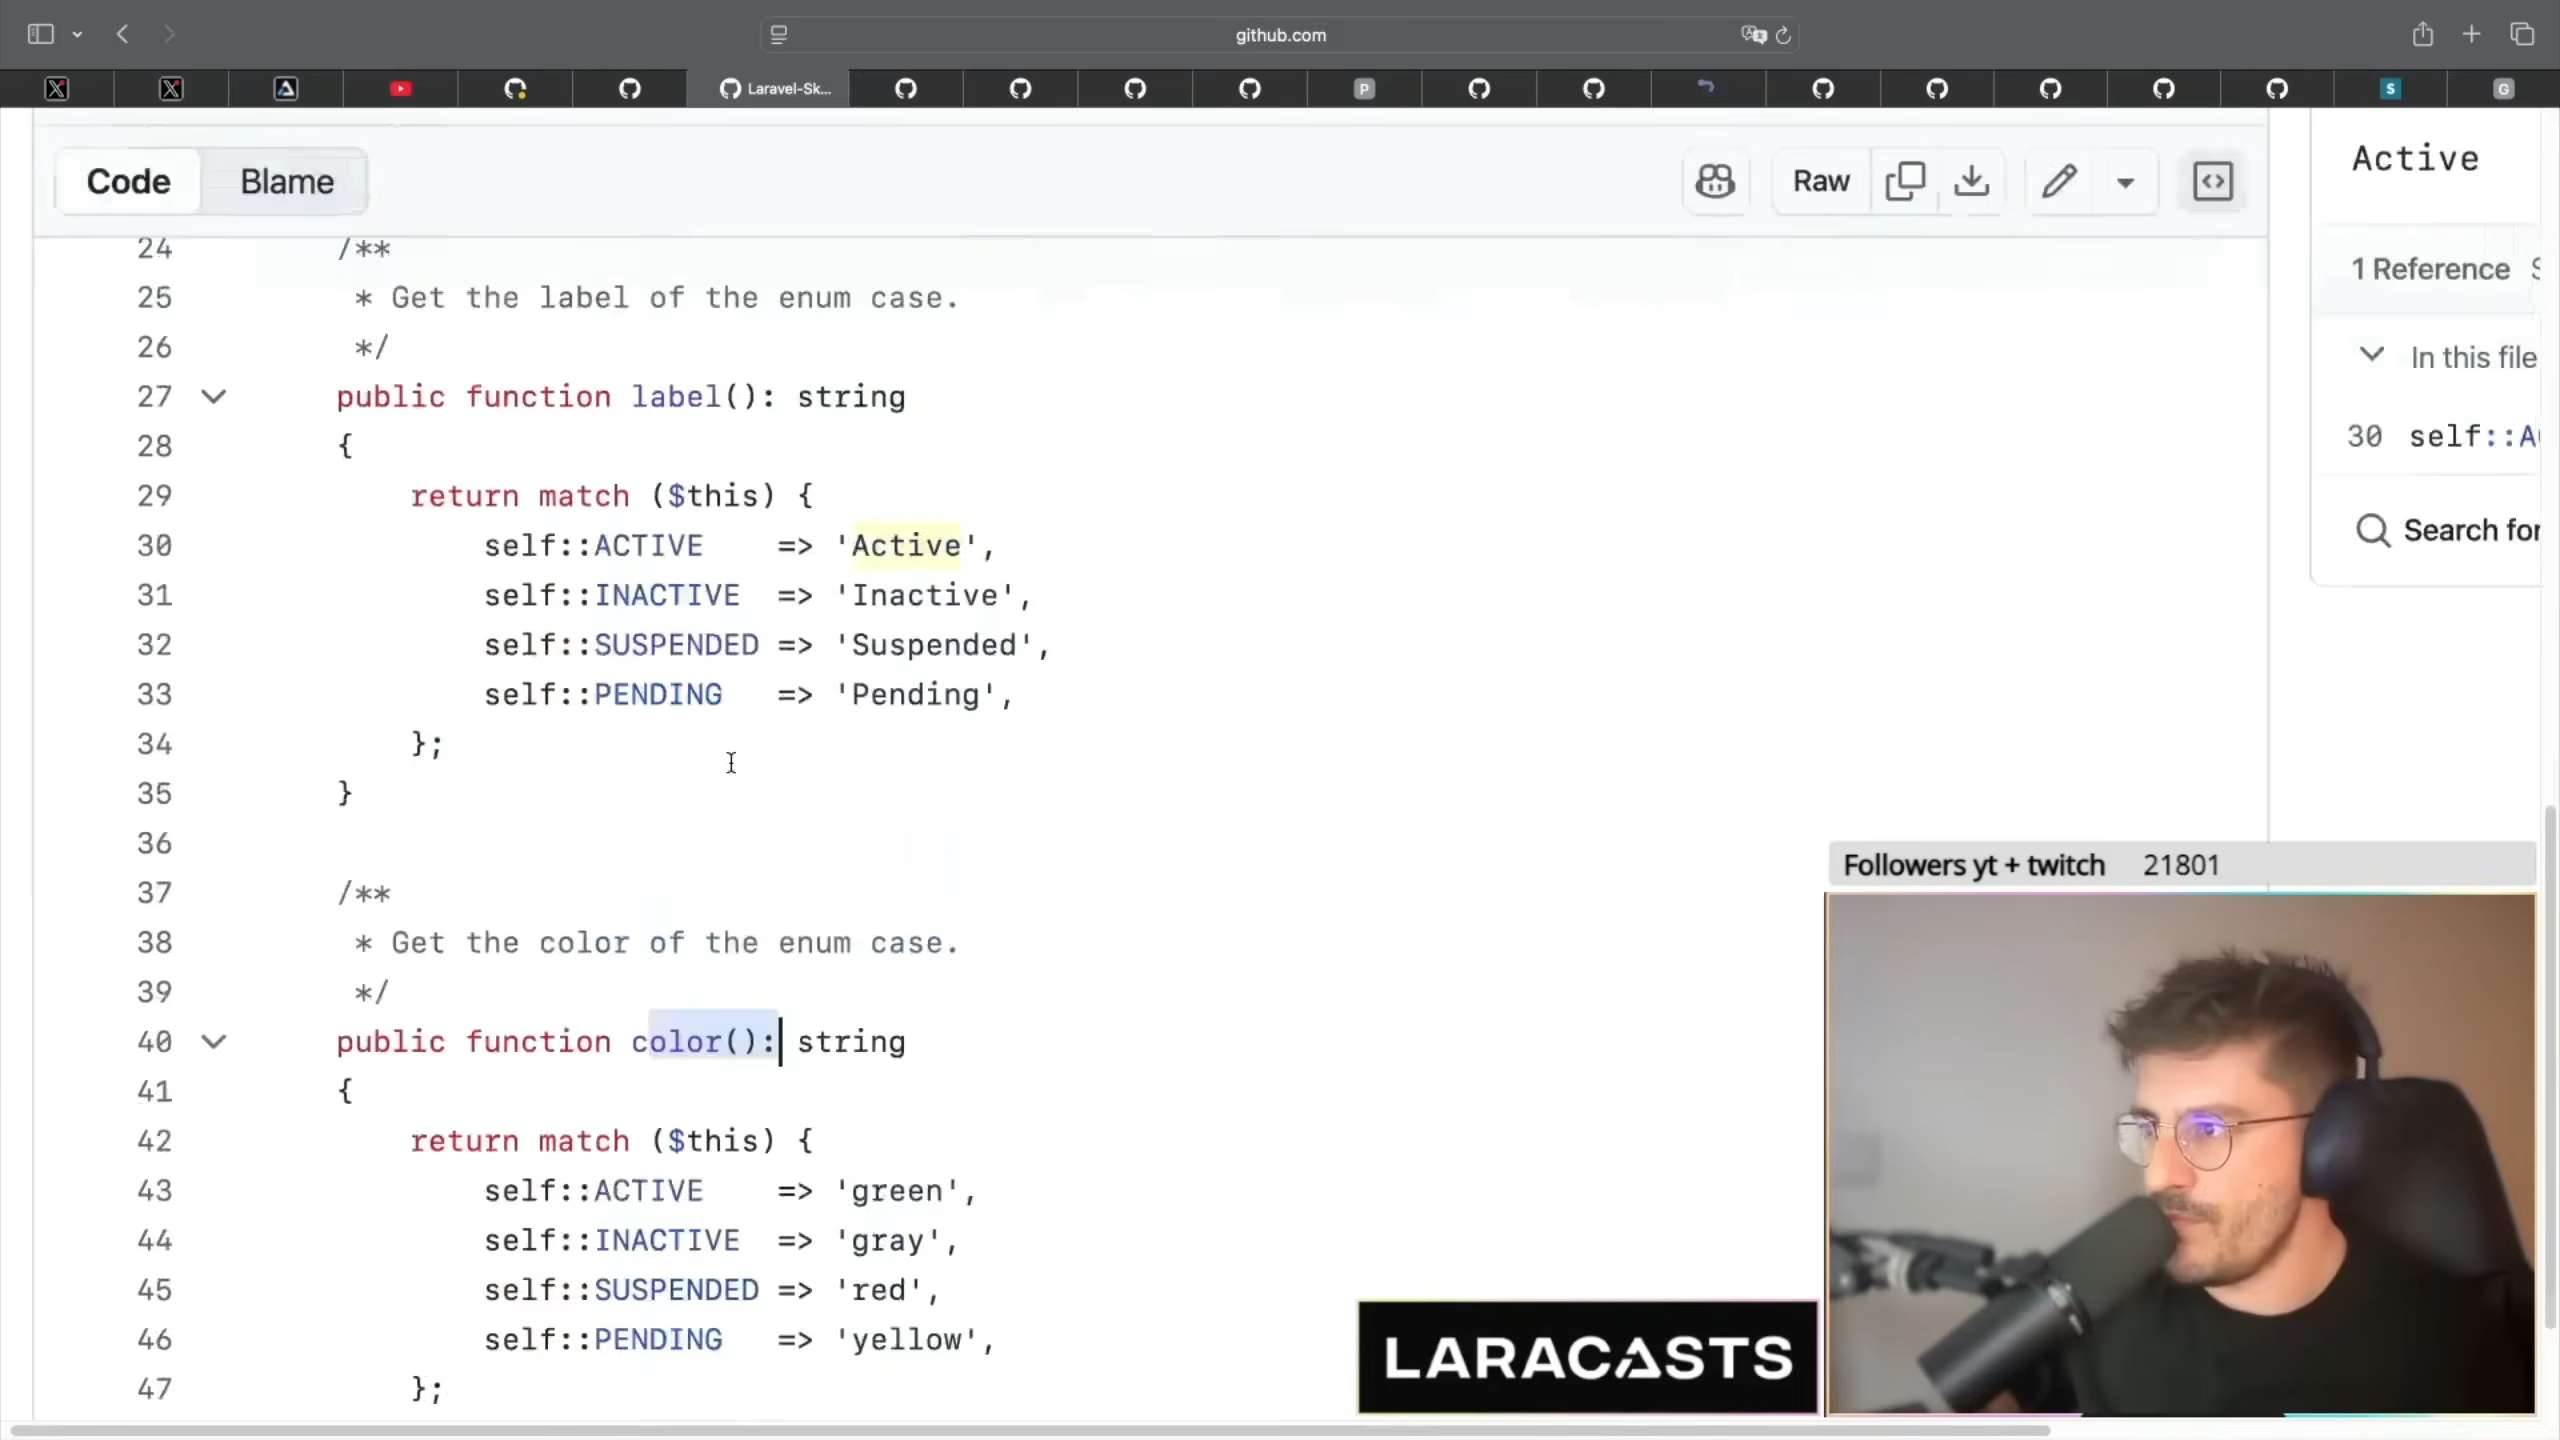 github.com
Laravel-Sk...
Code
Blame
Raw
24 /**
25 * Get the label of the enum case.
26 */
27 public function label(): string
28 {
29 return match ($this) {
30 self::ACTIVE => 'Active',
31 self::INACTIVE => 'Inactive',
32 self::SUSPENDED => 'Suspended',
33 self::PENDING => 'Pending',
34 };
35 }
36
37 /**
38 * Get the color of the enum case.
39 */
40 public function color(): string
41 {
42 return match ($this) {
43 self::ACTIVE => 'green',
44 self::INACTIVE => 'gray',
45 self::SUSPENDED => 'red',
46 self::PENDING => 'yellow',
47 };
Active
1 Reference
In this file
30 self::A
Search for
Followers yt + twitch 21801
LARACASTS